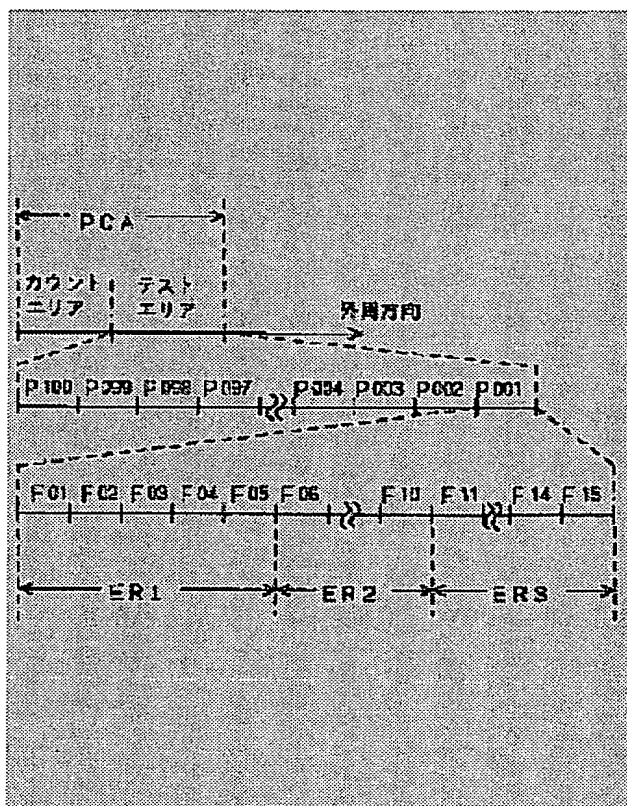 PCA
カウント テスト
エリア エリア
外周方向
P100 P099 P098 P097 P004 P003 P002 P001
F01 F02 F03 F04 F05 F06 F10 F11 F14 F15
ER1 ER2 ER3